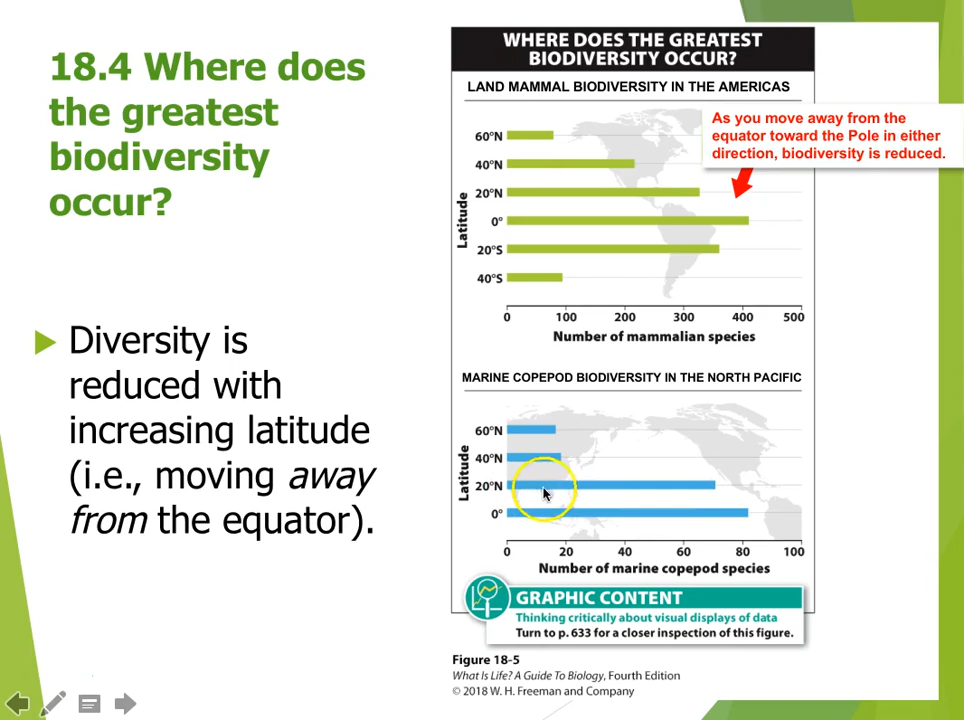 18.4 Where does
the greatest
biodiversity
occur?
Diversity is
reduced with
increasing latitude
(i.e., moving away
from the equator).
WHERE DOES THE GREATEST
BIODIVERSITY OCCUR?
LAND MAMMAL BIODIVERSITY IN THE AMERICAS
As you move away from the
equator toward the Pole in either
direction, biodiversity is reduced.
Latitude
60°N
40°N
20°N
0°
20°S
40°S
0 100 200 300 400 500
Number of mammalian species
MARINE COPEPOD BIODIVERSITY IN THE NORTH PACIFIC
Latitude
60°N
40°N
20°N
0°
0 20 40 60 80 100
Number of marine copepod species
GRAPHIC CONTENT
Thinking critically about visual displays of data
Turn to p. 633 for a closer inspection of this figure.
Figure 18-5
What Is Life? A Guide To Biology, Fourth Edition
© 2018 W. H. Freeman and Company